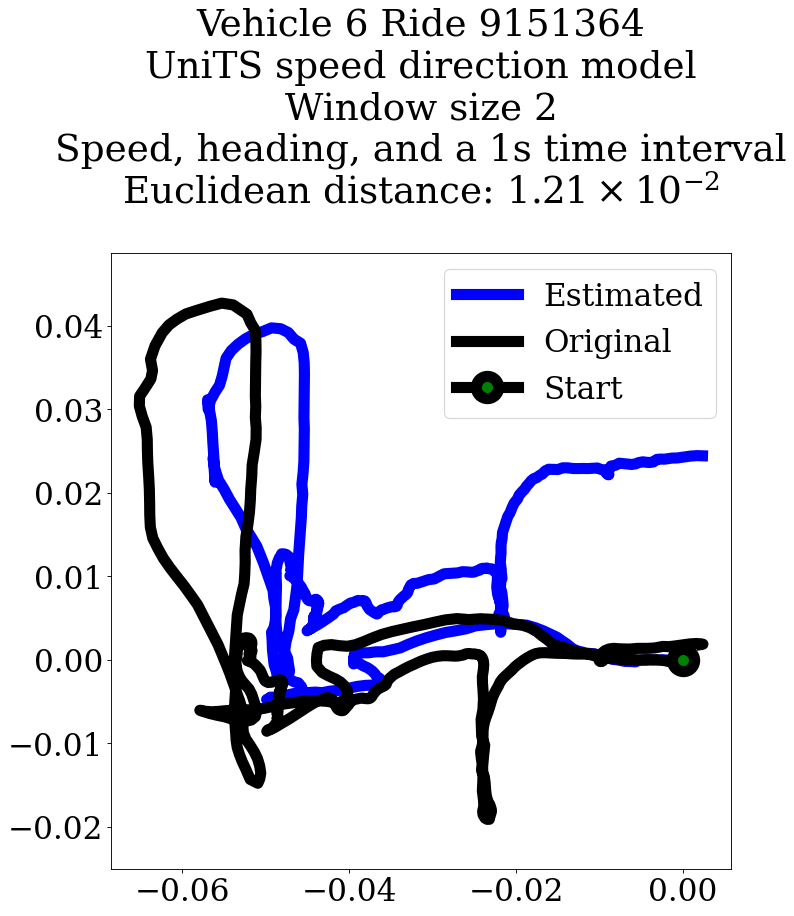 Vehicle 6 Ride 9151364
UniTS speed direction model
Window size 2
Speed, heading, and a 1s time interval
Euclidean distance: 1.21 × 10⁻²
Estimated
Original
Start
0.04
0.03
0.02
0.01
0.00
−0.01
−0.02
−0.06 −0.04 −0.02 0.00